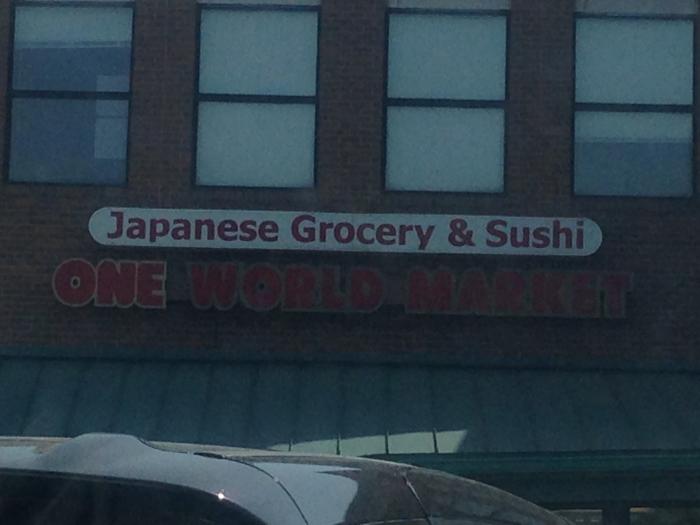 Japanese Grocery & Sushi
ONE WORLD MARKET